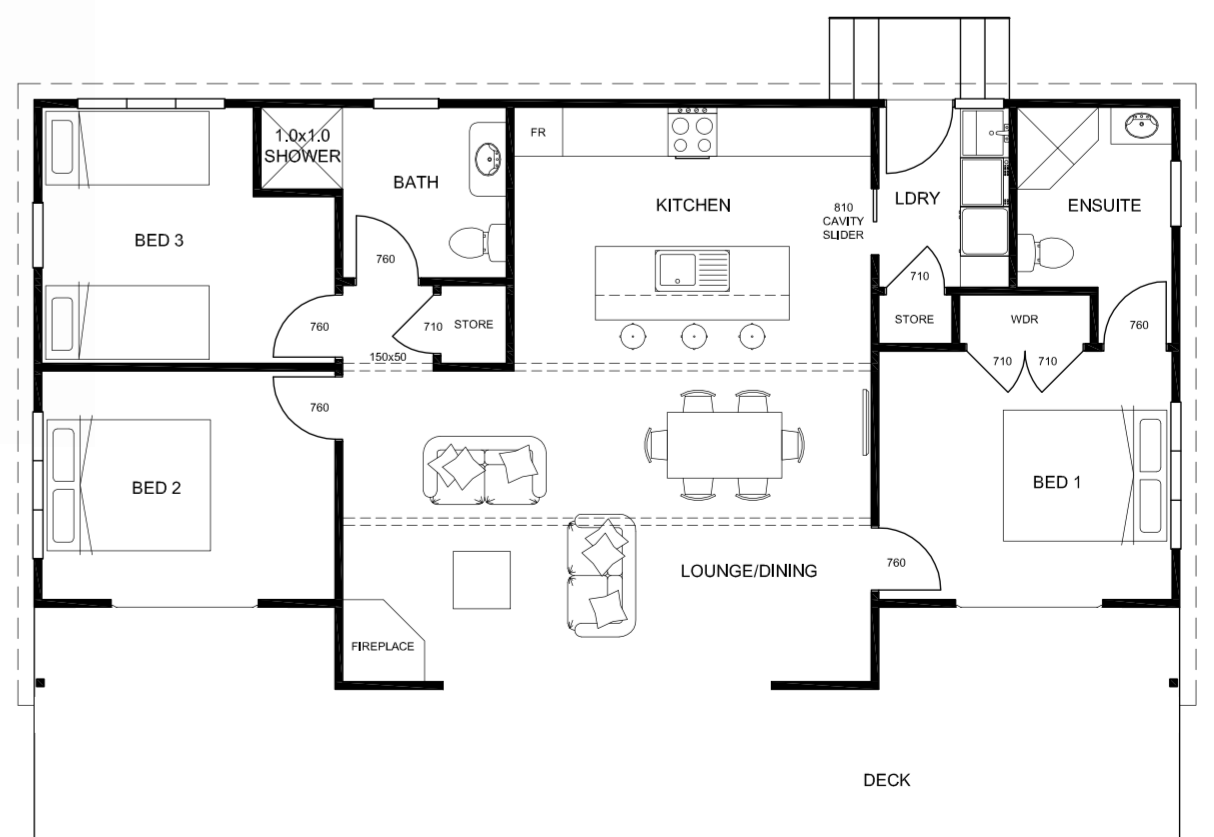 1.0x1.0
SHOWER
BATH
BED 3
760
760
710
STORE
150x50
760
BED 2
FR
KITCHEN
810
CAVITY
SLIDER
LDRY
710
STORE
ENSUITE
WDR
760
710
710
BED 1
760
LOUNGE/DINING
FIREPLACE
DECK